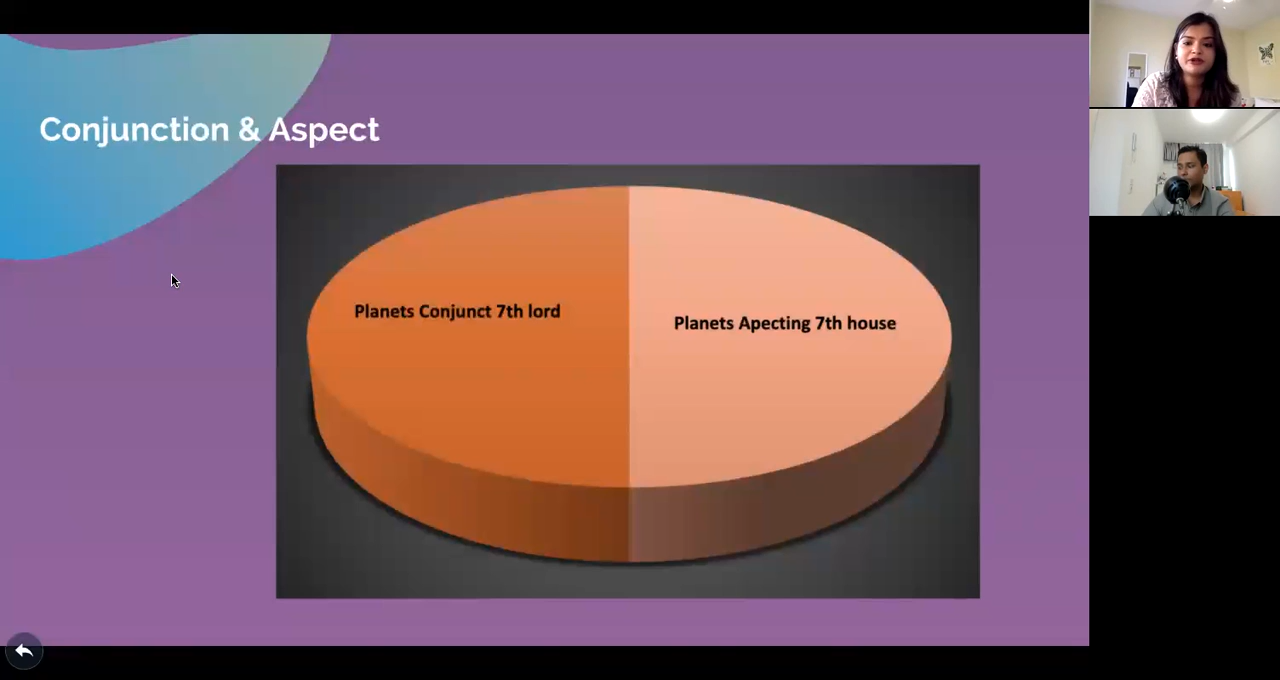 Conjunction & Aspect
Planets Conjunct 7th lord
Planets Apecting 7th house